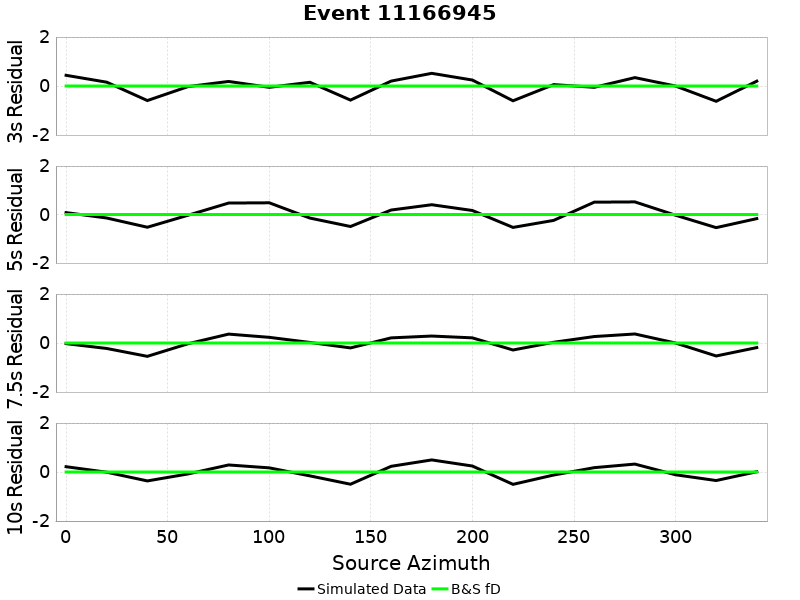 Event 11166945
3s Residual
2
0
-2
5s Residual
2
0
-2
7.5s Residual
2
0
-2
10s Residual
2
0
-2
0 50 100 150 200 250 300
Source Azimuth
Simulated Data B&S fD